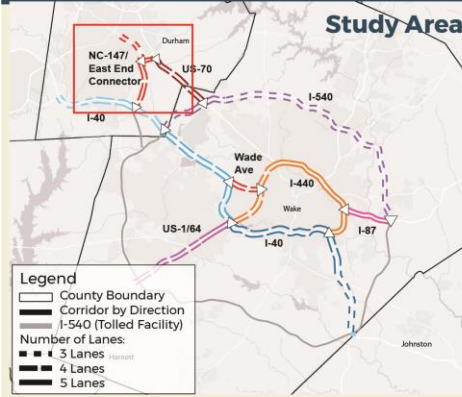 Study Area
Durham
NC-147/
East End
Connector
US-70
I-40
I-540
Wade
Ave
I-440
Wake
US-1/64
I-40
I-87
Legend
County Boundary
Corridor by Direction
I-540 (Tolled Facility)
Number of Lanes:
3 Lanes
Harnett
4 Lanes
5 Lanes
Johnston